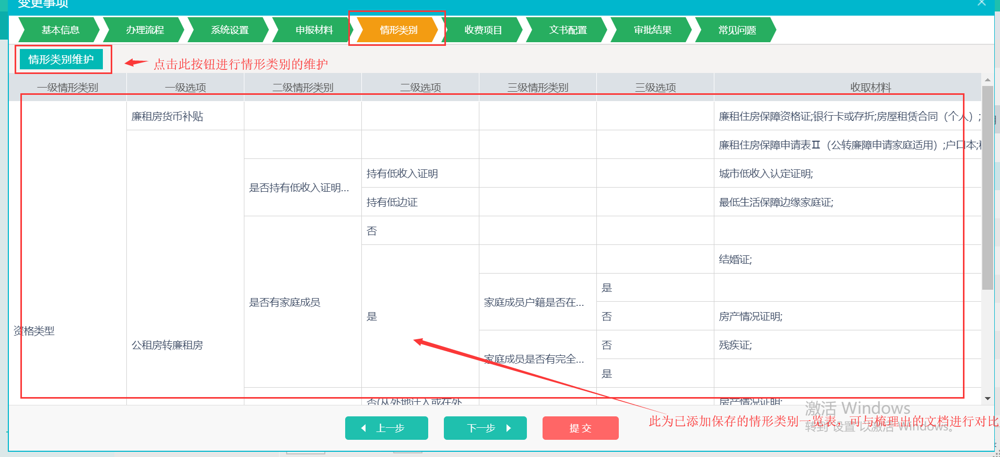 变更事项
基本信息 办理流程 系统设置 申报材料 情形类别 收费项目 文书配置 审批结果 常见问题
情形类别维护
点击此按钮进行情形类别的维护
一级情形类别 一级选项 二级情形类别 二级选项 三级情形类别 三级选项 收取材料
廉租房货币补贴 廉租住房保障资格证;银行卡或存折;房屋租赁合同（个人）;
廉租住房保障申请表Ⅱ（公转廉障申请家庭适用）;户口本;
持有低收入证明 城市低收入认定证明;
是否持有低收入证明...
持有低边证 最低生活保障边缘家庭证;
否
结婚证;
是
是否有家庭成员 家庭成员户籍是否在...
是 否 房产情况证明;
资格类型
公租房转廉租房 否 残疾证;
家庭成员是否有完全...
是
否(从外地迁入或在外 房产情况证明;
此为已添加保存的情形类别一览表，可与梳理出的文档进行对比
上一步 下一步 提 交
激活 Windows
转到"设置"以激活 Windows。